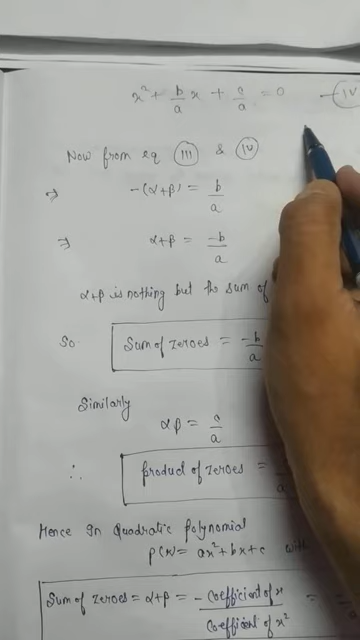 x² + b/a x + c/a = 0 — (IV)
Now from eq (III) & (IV)
⇒ -(α+β) = b/a
⇒ α+β = -b/a
α+β is nothing but the sum of
So Sum of zeroes = -b/a
Similarly
αβ = c/a
∴ product of zeroes =
Hence In Quadratic polynomial
p(x) = ax² + bx + c with
Sum of zeroes = α+β = -Coefficient of x / Coefficient of x² =